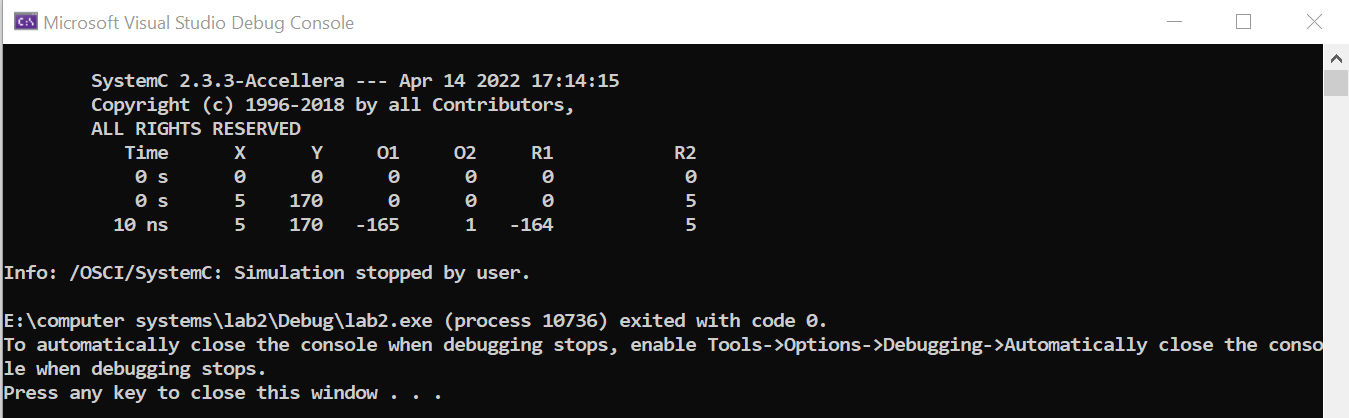 Microsoft Visual Studio Debug Console
SystemC 2.3.3-Accellera --- Apr 14 2022 17:14:15
Copyright (c) 1996-2018 by all Contributors,
ALL RIGHTS RESERVED
Time X Y O1 O2 R1 R2
0 s 0 0 0 0 0 0
0 s 5 170 0 0 0 5
10 ns 5 170 -165 1 -164 5
Info: /OSCI/SystemC: Simulation stopped by user.
E:\computer systems\lab2\Debug\lab2.exe (process 10736) exited with code 0.
To automatically close the console when debugging stops, enable Tools->Options->Debugging->Automatically close the conso
le when debugging stops.
Press any key to close this window . . .